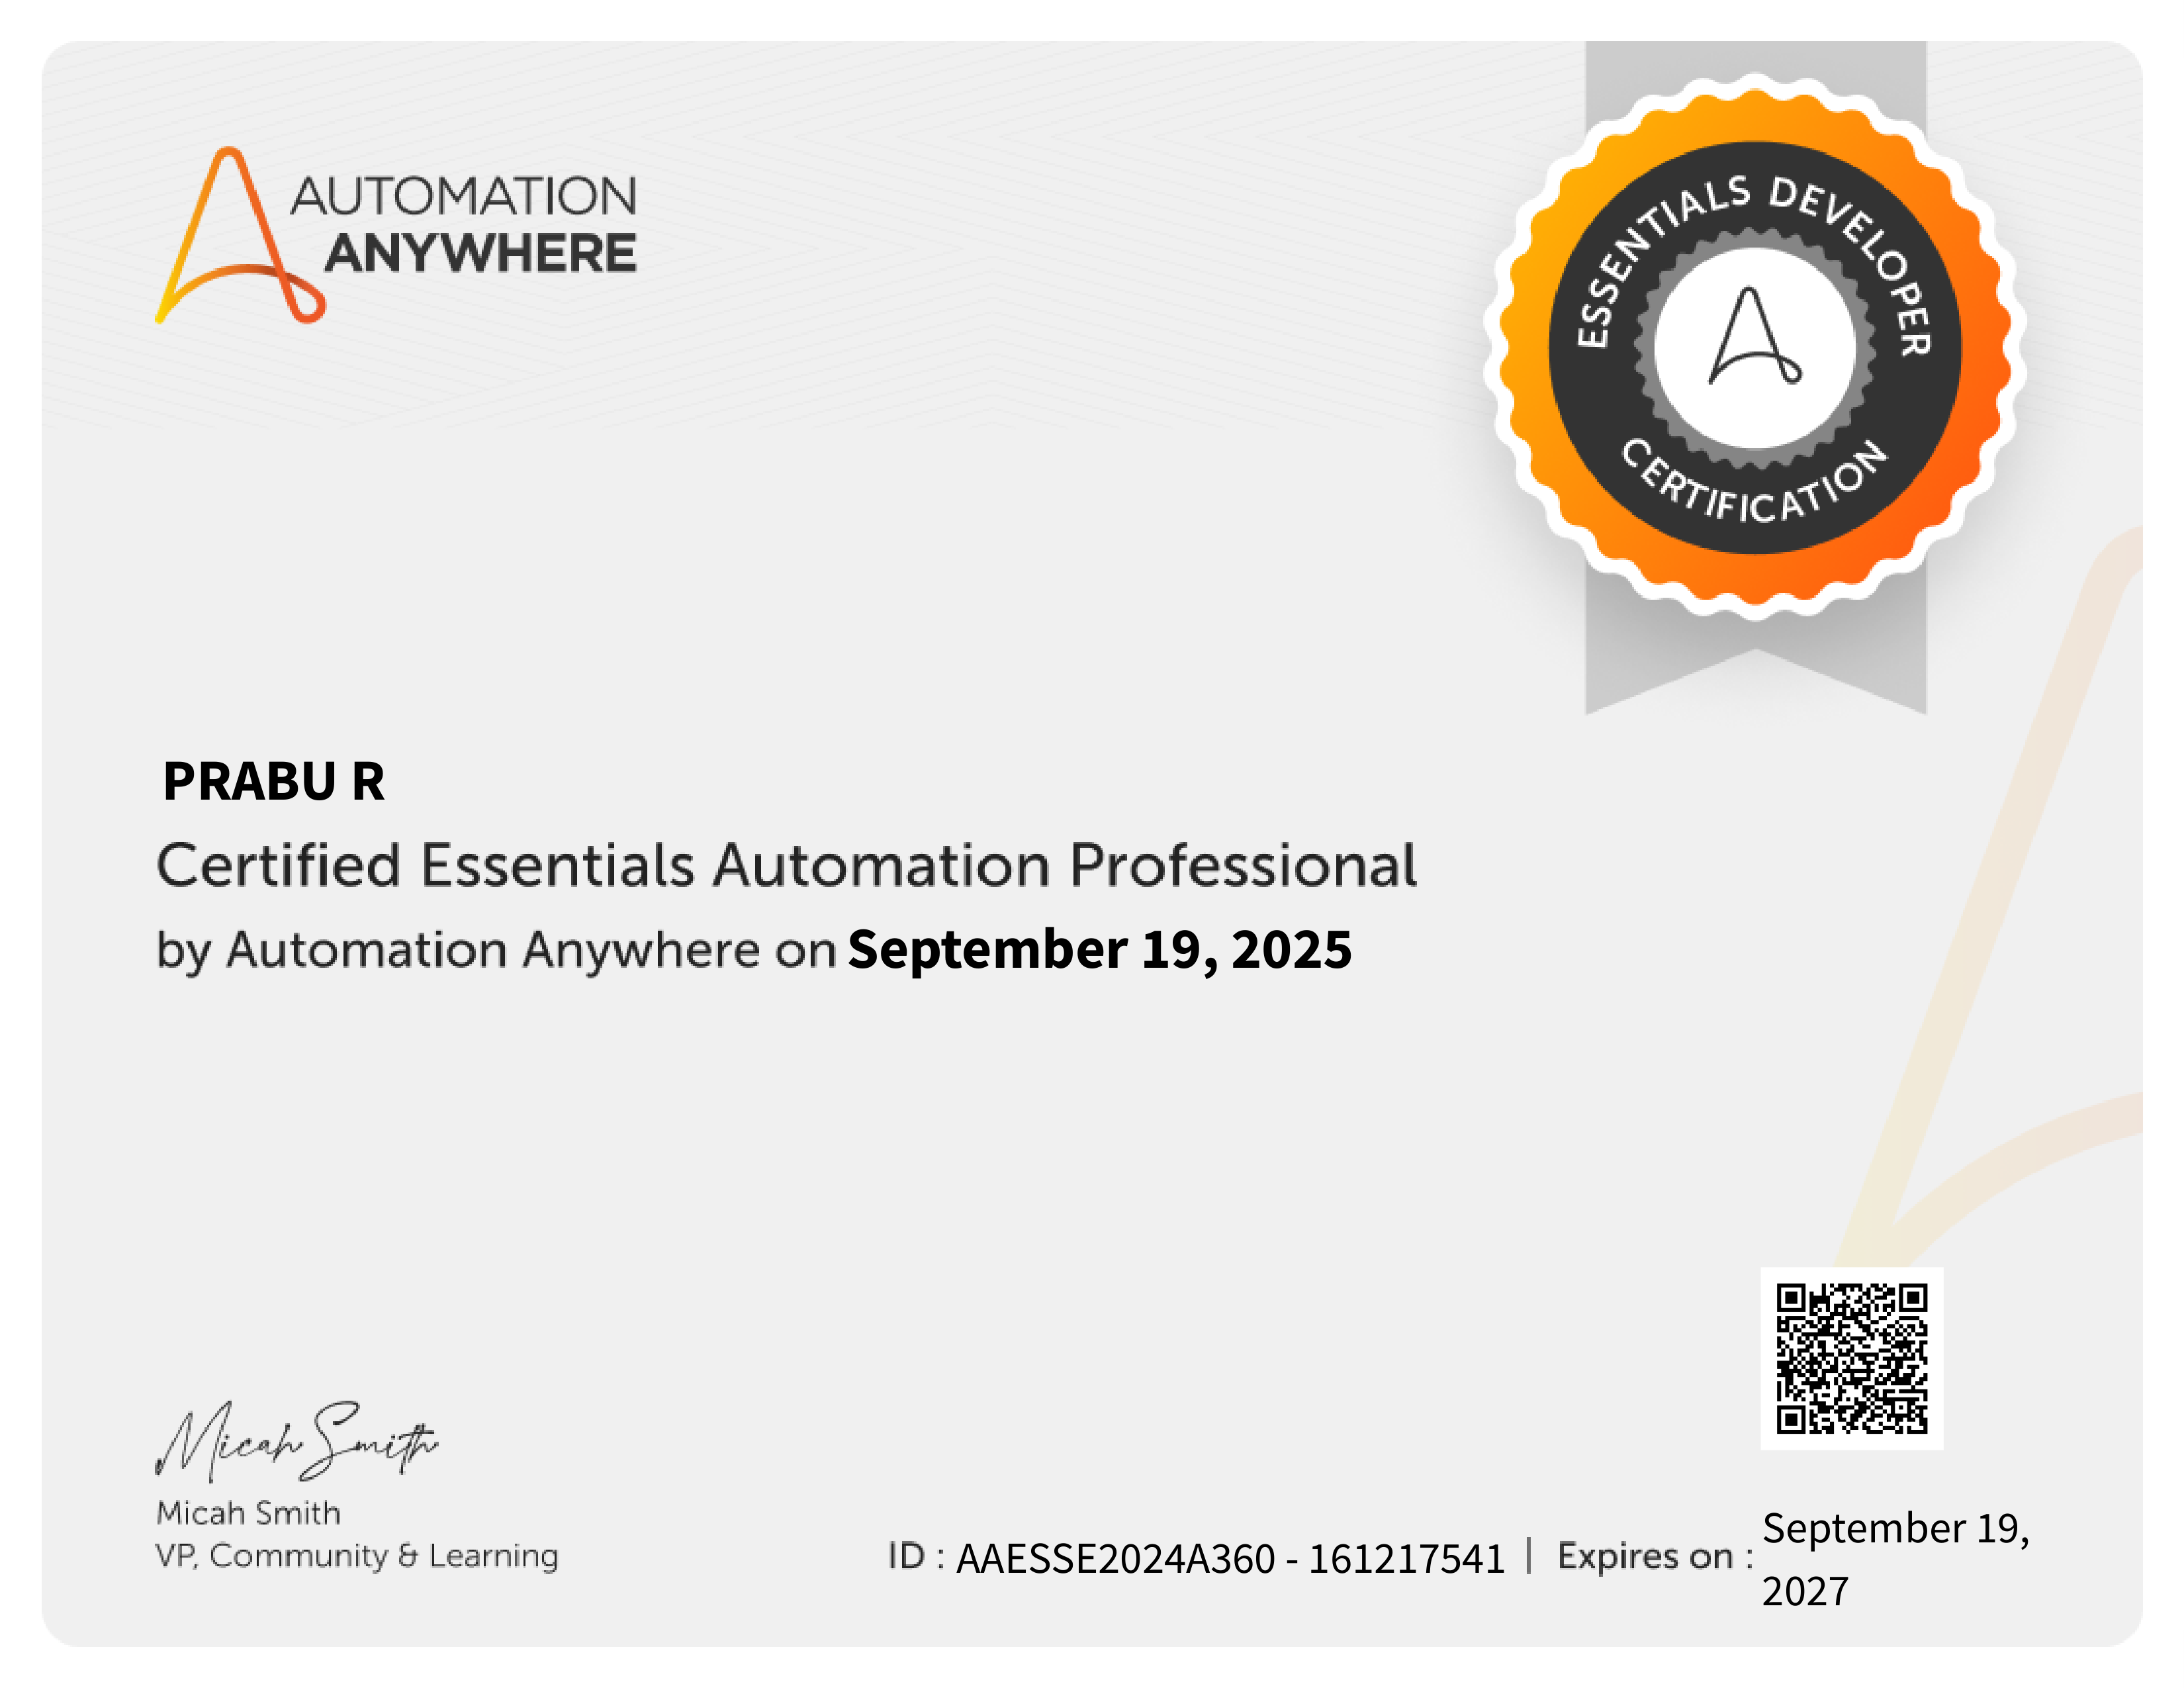 AUTOMATION
ANYWHERE
ESSENTIALS DEVELOPER
CERTIFICATION
PRABU R
Certified Essentials Automation Professional
by Automation Anywhere on September 19, 2025
Micah Smith
Micah Smith
VP, Community & Learning
ID : AAESSE2024A360 - 161217541 | Expires on : September 19,
2027